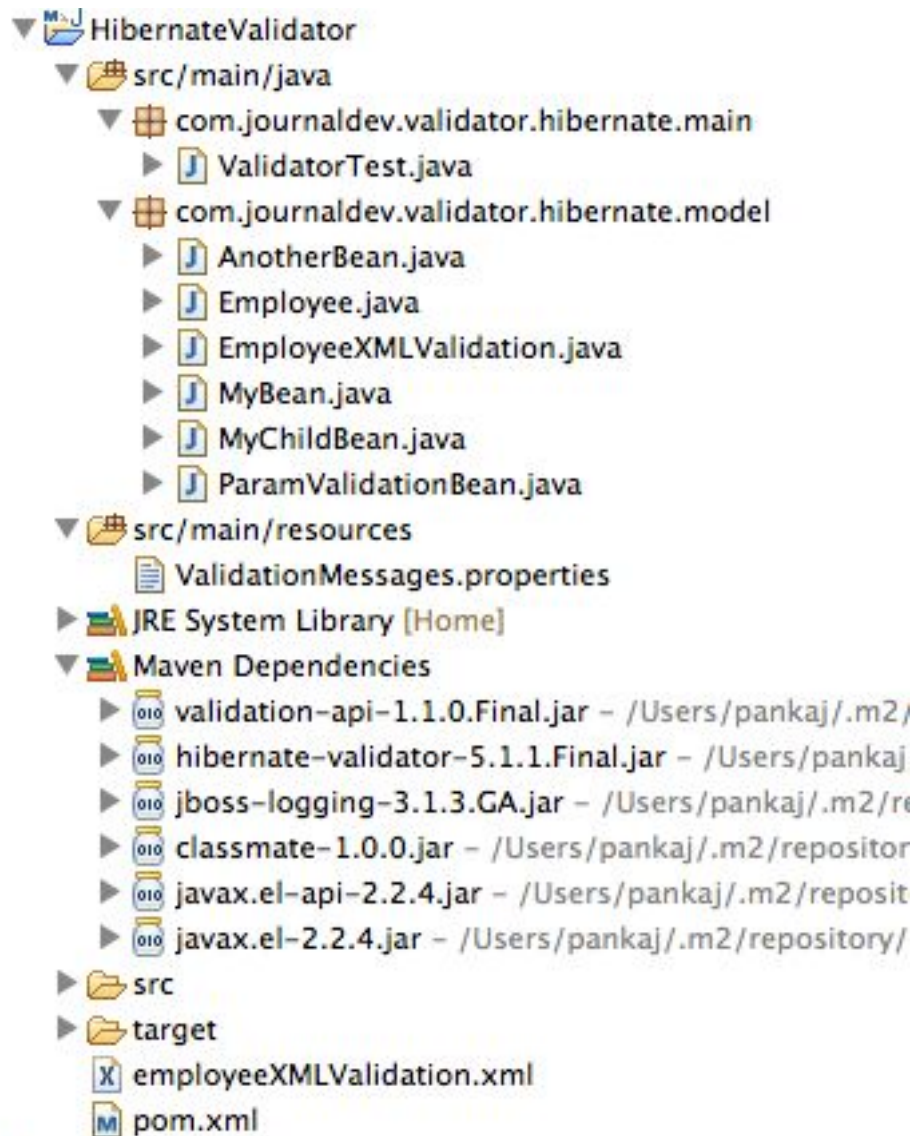 HibernateValidator
src/main/java
com.journaldev.validator.hibernate.main
ValidatorTest.java
com.journaldev.validator.hibernate.model
AnotherBean.java
Employee.java
EmployeeXMLValidation.java
MyBean.java
MyChildBean.java
ParamValidationBean.java
src/main/resources
ValidationMessages.properties
JRE System Library [Home]
Maven Dependencies
validation-api-1.1.0.Final.jar – /Users/pankaj/.m2/
hibernate-validator-5.1.1.Final.jar – /Users/pankaj
jboss-logging-3.1.3.GA.jar – /Users/pankaj/.m2/re
classmate-1.0.0.jar – /Users/pankaj/.m2/repositor
javax.el-api-2.2.4.jar – /Users/pankaj/.m2/reposit
javax.el-2.2.4.jar – /Users/pankaj/.m2/repository/
src
target
employeeXMLValidation.xml
pom.xml